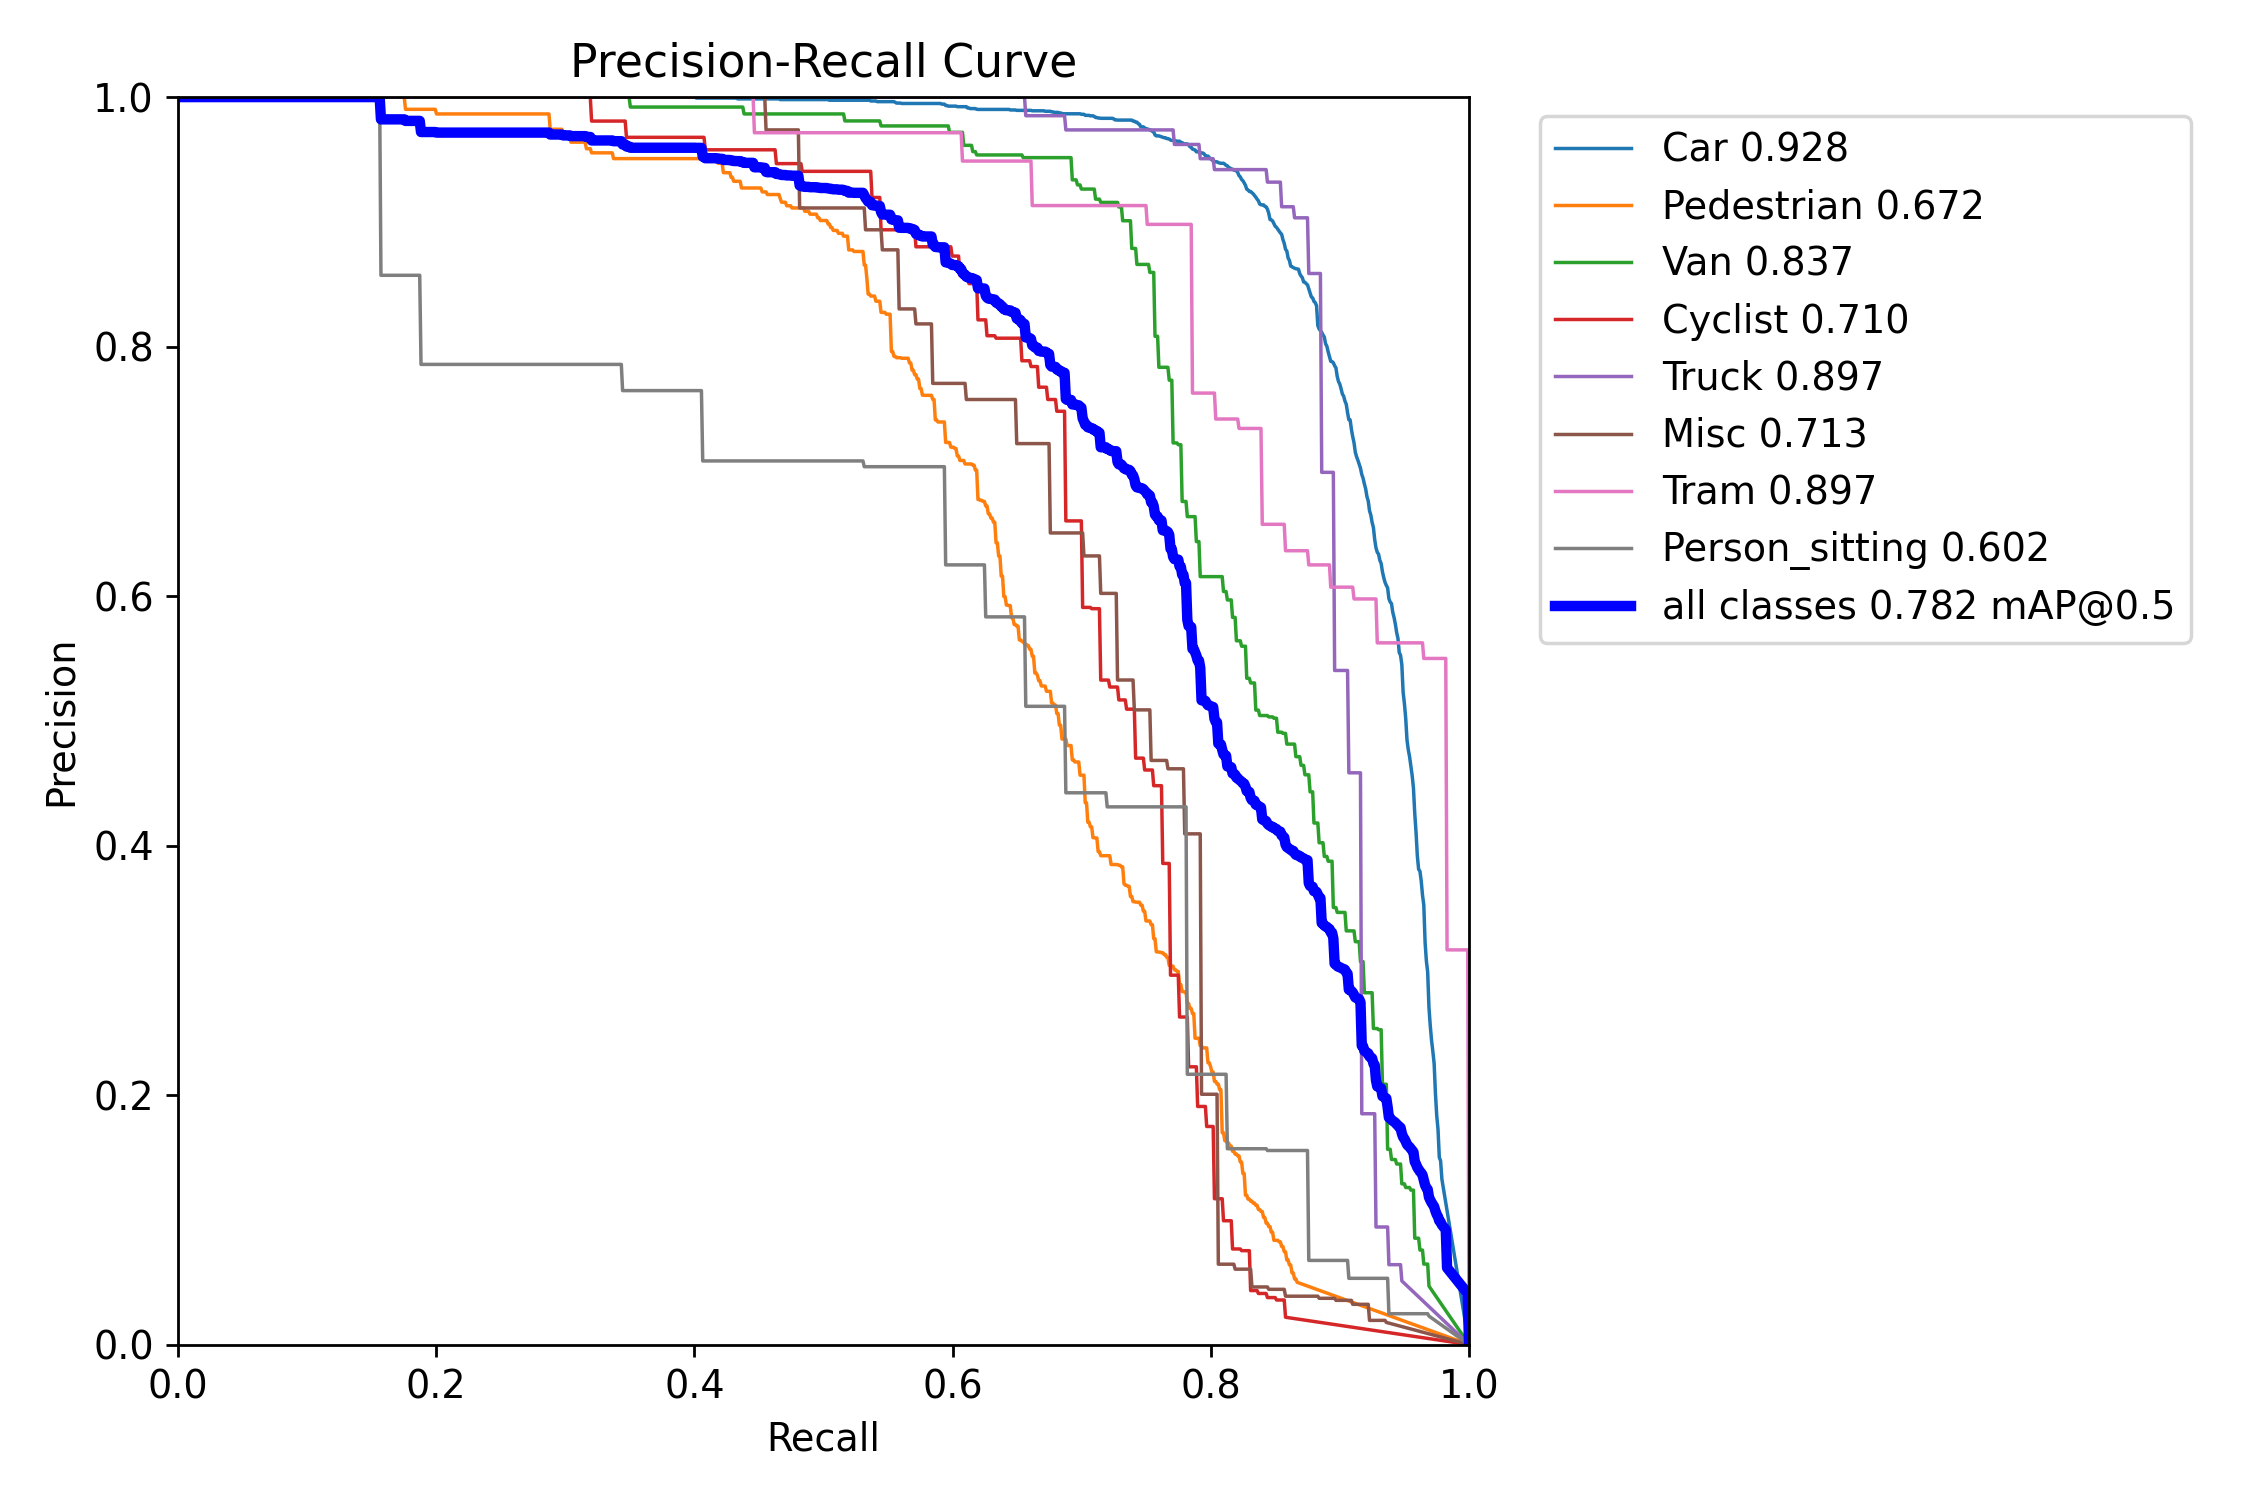 Precision-Recall Curve
1.0
0.8
0.6
0.4
0.2
0.0
Precision
0.0 0.2 0.4 0.6 0.8 1.0
Recall
Car 0.928
Pedestrian 0.672
Van 0.837
Cyclist 0.710
Truck 0.897
Misc 0.713
Tram 0.897
Person_sitting 0.602
all classes 0.782 mAP@0.5